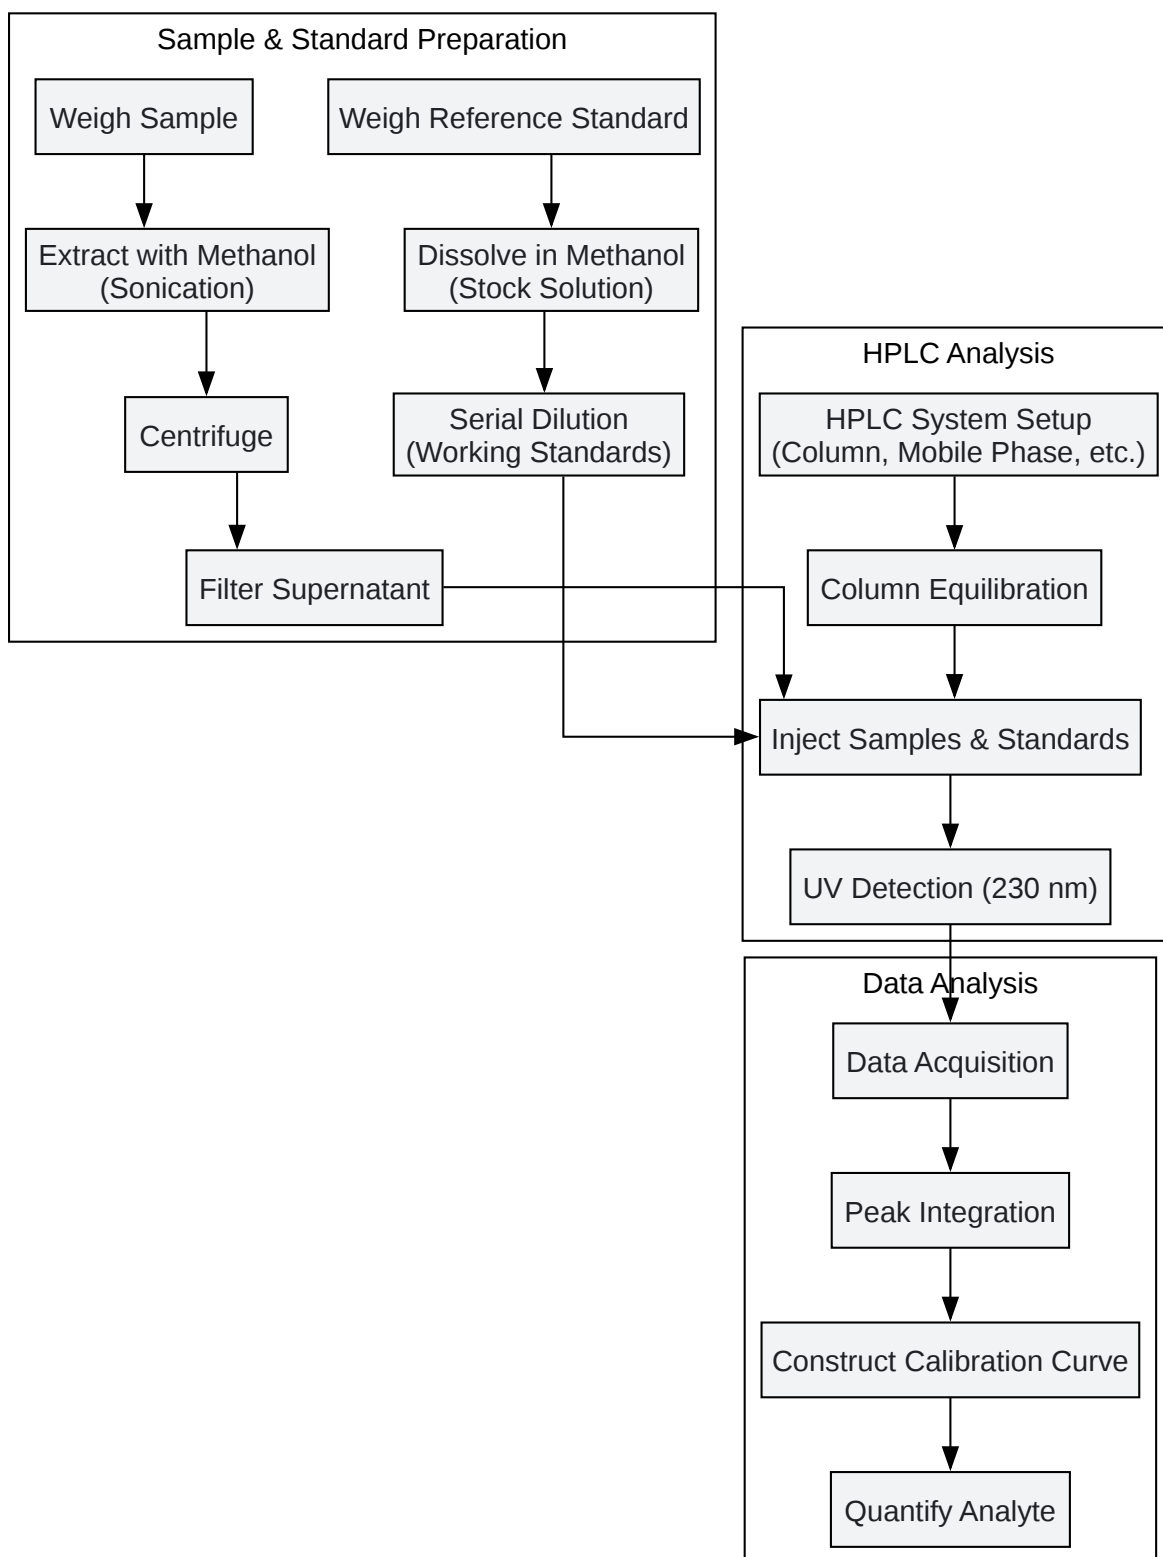 Sample & Standard Preparation
Weigh Sample
Weigh Reference Standard
Extract with Methanol
(Sonication)
Dissolve in Methanol
(Stock Solution)
Centrifuge
Serial Dilution
(Working Standards)
Filter Supernatant
HPLC Analysis
HPLC System Setup
(Column, Mobile Phase, etc.)
Column Equilibration
Inject Samples & Standards
UV Detection (230 nm)
Data Analysis
Data Acquisition
Peak Integration
Construct Calibration Curve
Quantify Analyte